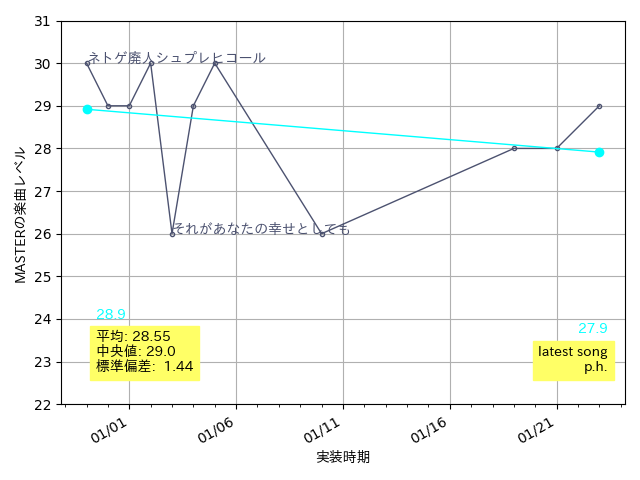 31
30
29
28
27
26
25
24
23
22
MASTERの楽曲レベル
ネトゲ廃人シュプレヒコール
それがあなたの幸せとしても
28.9
平均: 28.55
中央値: 29.0
標準偏差: 1.44
27.9
latest song
p.h.
01/01
01/06
01/11
01/16
01/21
実装時期